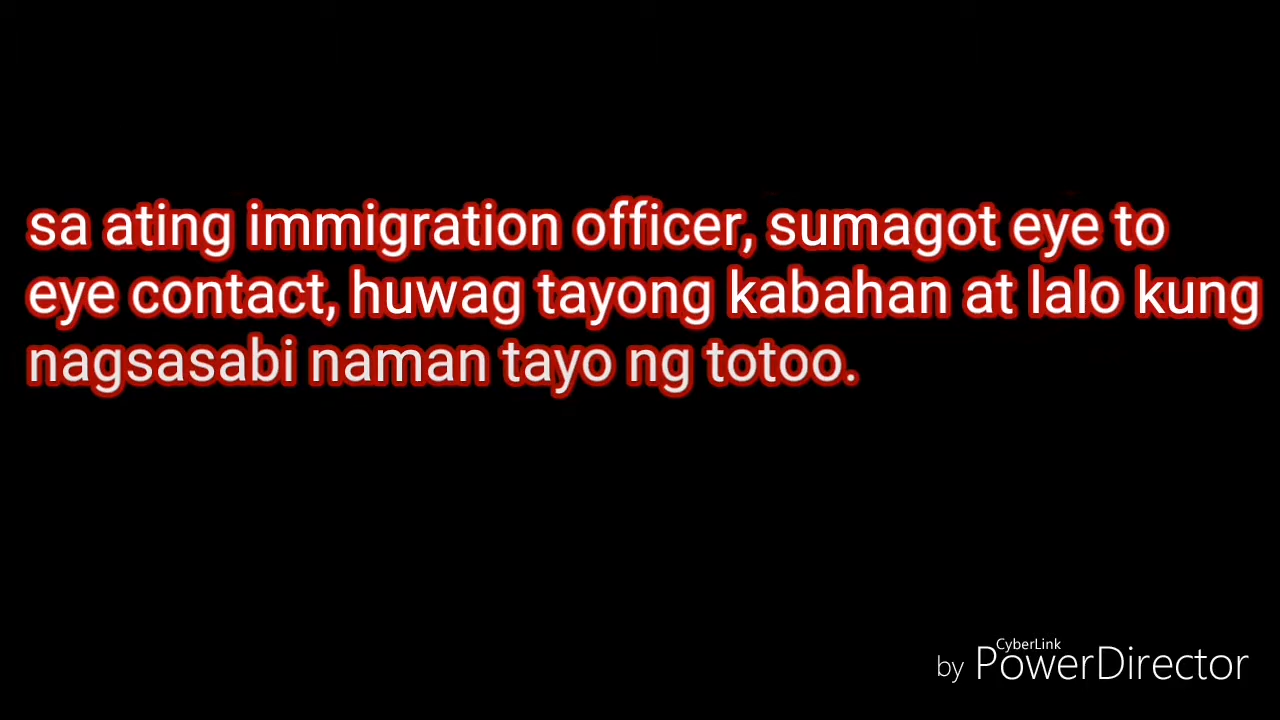 sa ating immigration officer, sumagot eye to
eye contact, huwag tayong kabahan at lalo kung
nagsasabi naman tayo ng totoo.
CyberLink
by PowerDirector